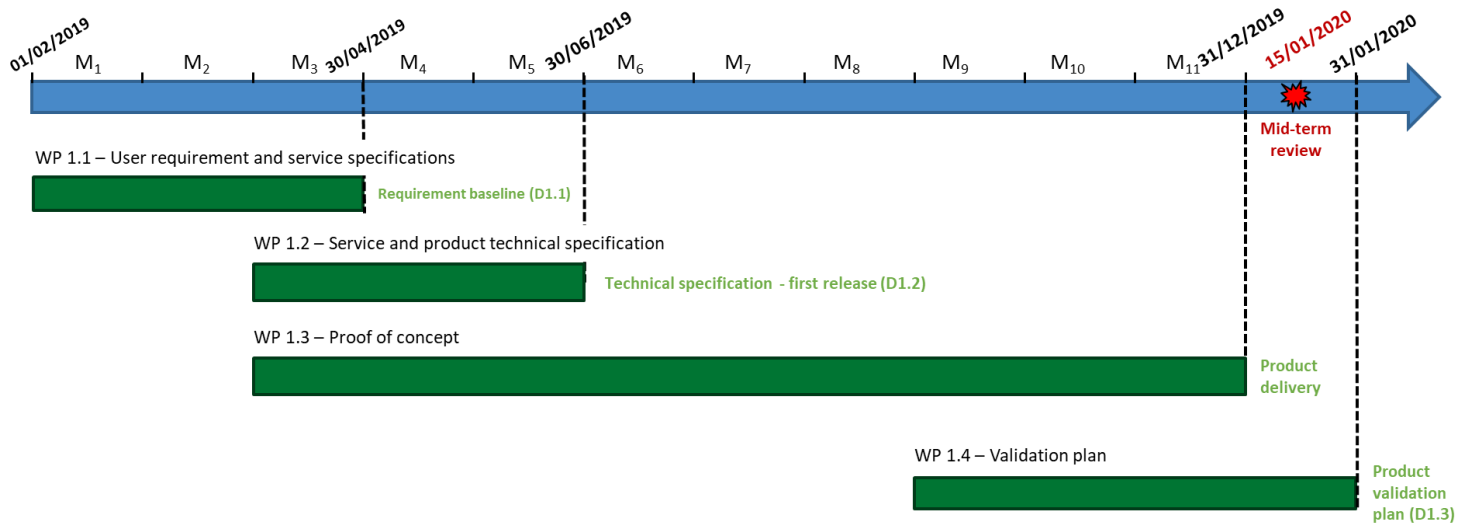 01/02/2019
30/04/2019
30/06/2019
31/12/2019
15/01/2020
31/01/2020
M1
M2
M3
M4
M5
M6
M7
M8
M9
M10
M11
Mid-term
review
WP 1.1 – User requirement and service specifications
Requirement baseline (D1.1)
WP 1.2 – Service and product technical specification
Technical specification - first release (D1.2)
WP 1.3 – Proof of concept
Product
delivery
WP 1.4 – Validation plan
Product
validation
plan (D1.3)